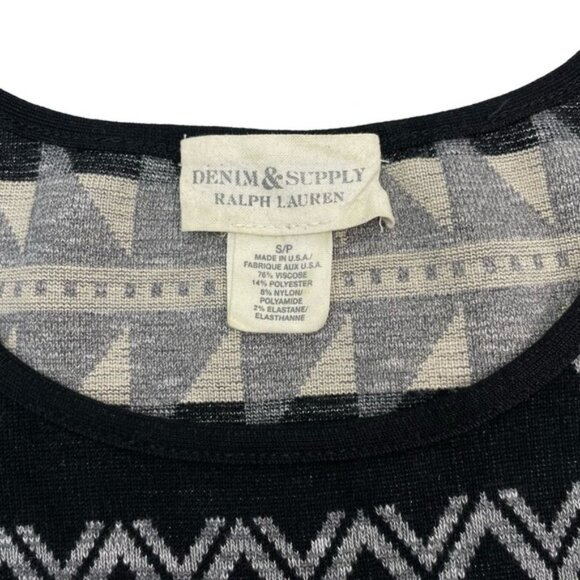 DENIM & SUPPLY
RALPH LAUREN
S/P
MADE IN U.S.A./
FABRIQUE AUX U.S.A.
76% VISCOSE
14% POLYESTER
8% NYLON/
POLYAMIDE
2% ELASTANE/
ELASTHANNE